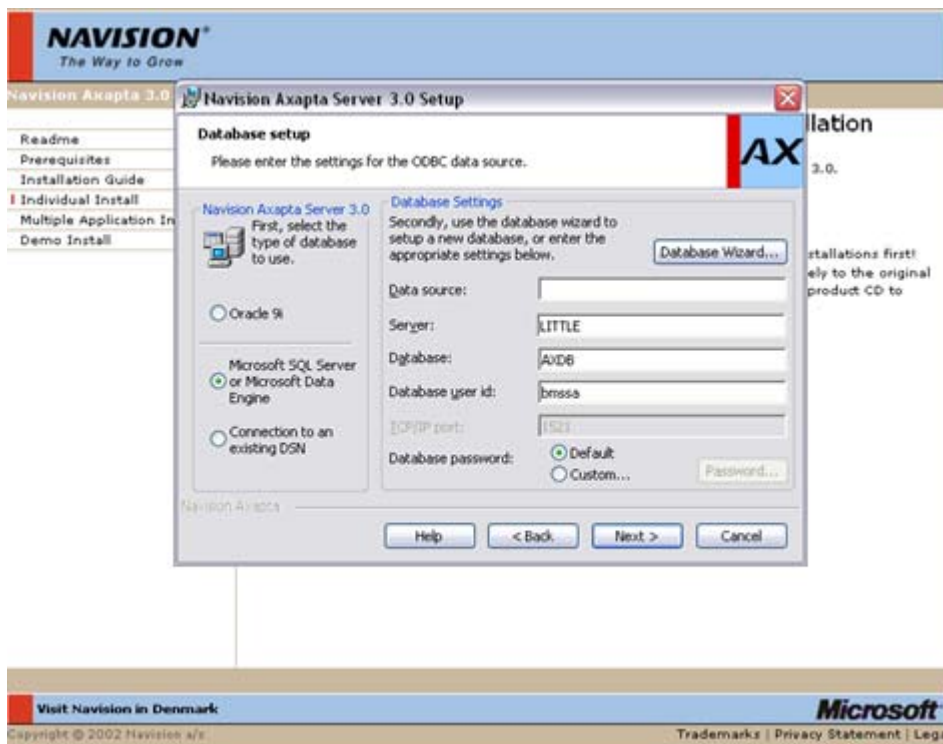 NAVISION®
The Way to Grow
Navision Axapta 3.0
Readme
Prerequisites
Installation Guide
Individual Install
Multiple Application In
Demo Install
Navision Axapta Server 3.0 Setup
Database setup
Please enter the settings for the ODBC data source.
AX
Navision Axapta Server 3.0
First, select the
type of database
to use.
Oracle 9i
Microsoft SQL Server
or Microsoft Data
Engine
Connection to an
existing DSN
Database Settings
Secondly, use the database wizard to
setup a new database, or enter the
appropriate settings below.
Database Wizard...
Data source:
Server:
LITTLE
Database:
AXDB
Database user id:
bmssa
TCP/IP port:
1521
Database password:
Default
Custom...
Password...
Navision Axapta
Help
< Back
Next >
Cancel
llation
3.0.
stallations first!
ely to the original
product CD to
Visit Navision in Denmark
Microsoft
Copyright © 2002 Navision a/s
Trademarks | Privacy Statement | Lega